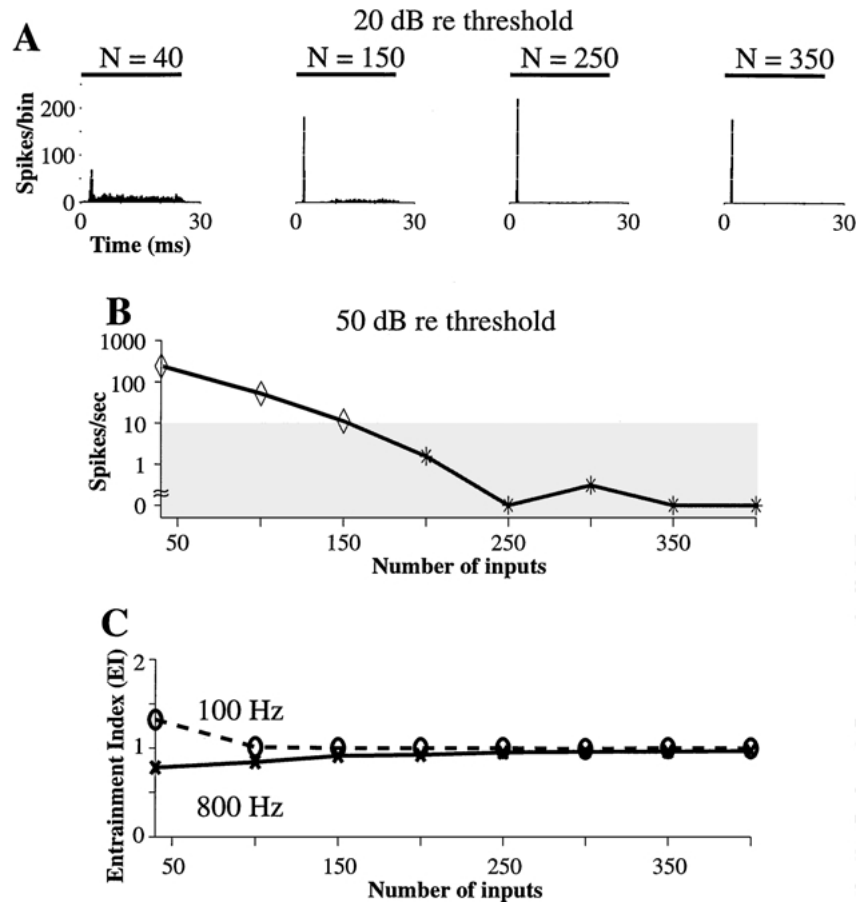 20 dB re threshold
A
N = 40 N = 150 N = 250 N = 350
Spikes/bin
200
100
0
0 30 0 30 0 30 0 30
Time (ms)
B
50 dB re threshold
Spikes/sec
1000
100
10
1
0
50 150 250 350
Number of inputs
C
Entrainment Index (EI)
2
1
0
100 Hz
800 Hz
50 150 250 350
Number of inputs